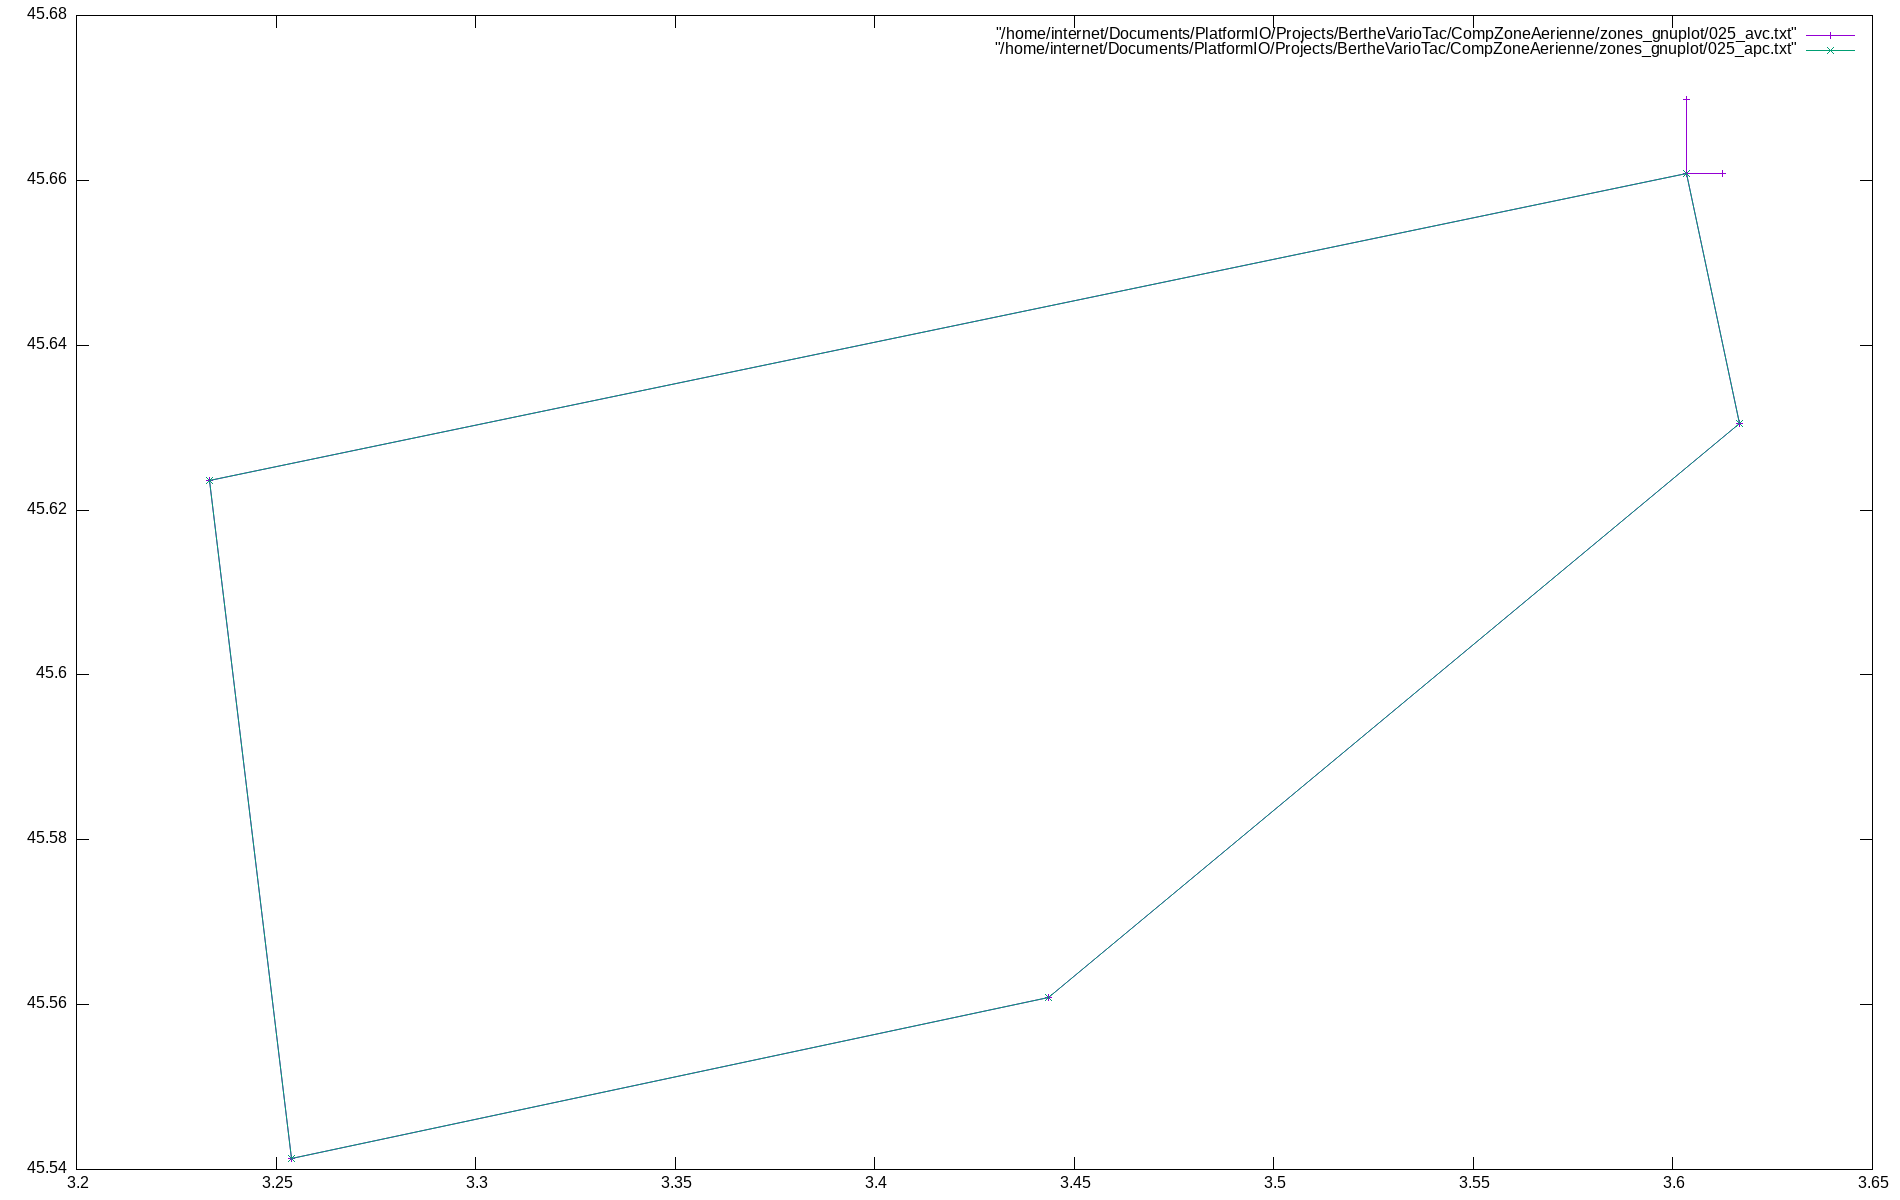 45.68
"/home/internet/Documents/PlatformIO/Projects/BertheVarioTac/CompZoneAerienne/zones_gnuplot/025_avc.txt"
"/home/internet/Documents/PlatformIO/Projects/BertheVarioTac/CompZoneAerienne/zones_gnuplot/025_apc.txt"
45.66
45.64
45.62
45.6
45.58
45.56
45.54
3.2 3.25 3.3 3.35 3.4 3.45 3.5 3.55 3.6 3.65